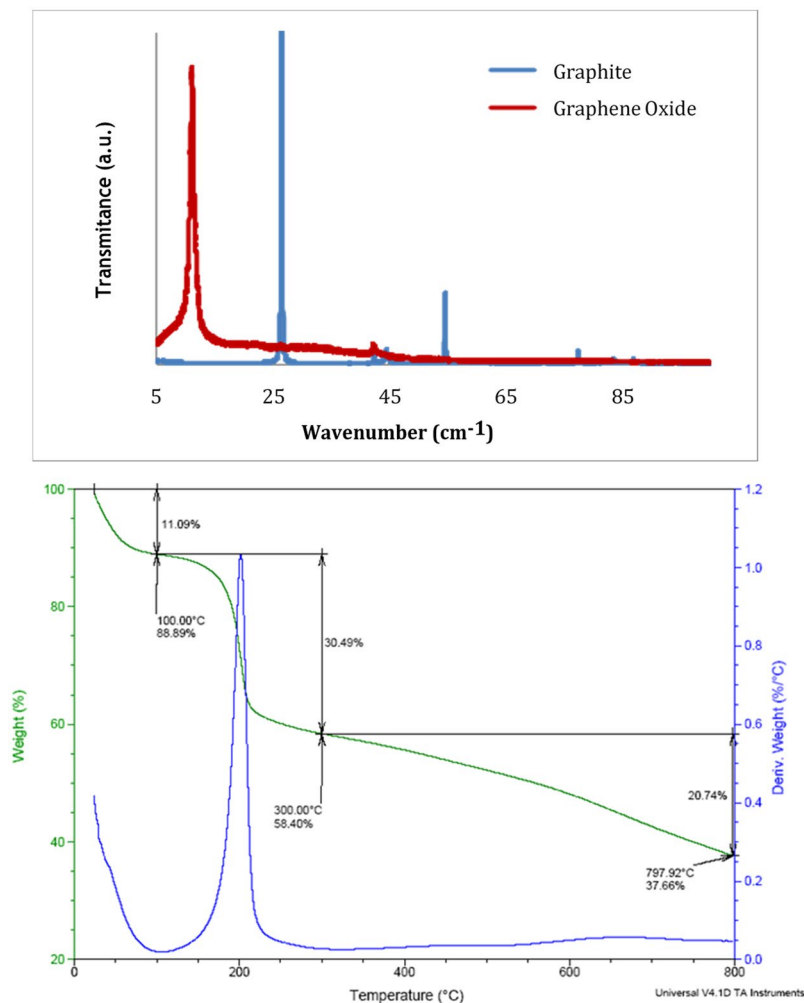 Graphite
Graphene Oxide
Transmitance (a.u.)
5 25 45 65 85
Wavenumber (cm-1)
100
80
60
40
20
Weight (%)
11.09%
100.00°C
88.89%
30.49%
300.00°C
58.40%
20.74%
797.92°C
37.66%
1.2
1.0
0.8
0.6
0.4
0.2
0.0
Deriv. Weight (%/°C)
0 200 400 600 800
Temperature (°C)
Universal V4.1D TA Instruments